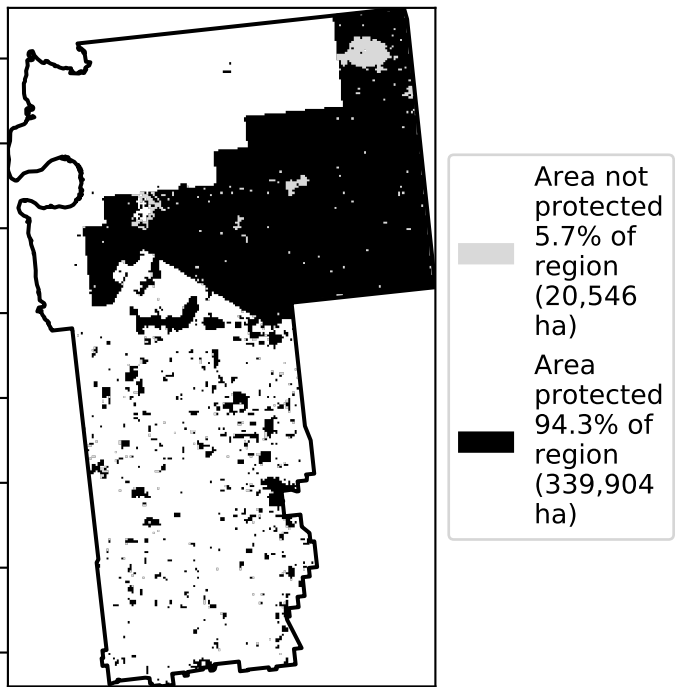 Area not
protected
5.7% of
region
(20,546
ha)
Area
protected
94.3% of
region
(339,904
ha)